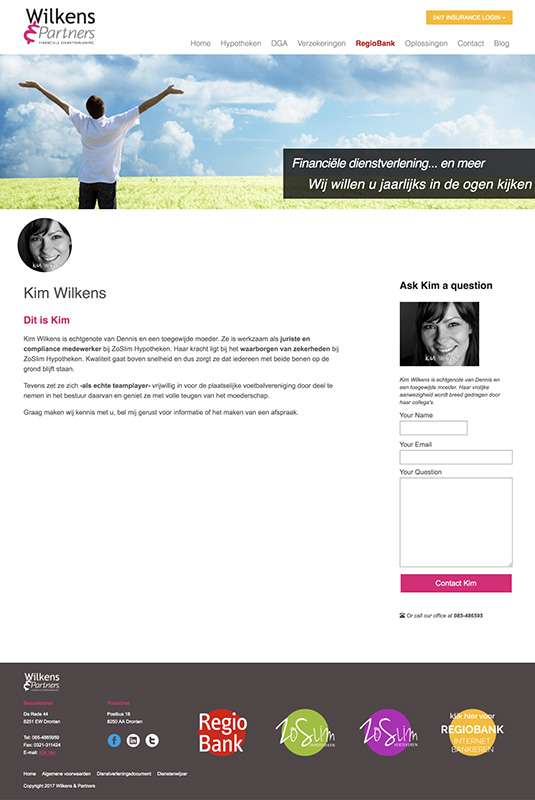 Wilkens
&Partners
FINANCIËLE DIENSTVERLENING
24/7 INSURANCE LOGIN
Home Hypotheken DGA Verzekeringen RegioBank Oplossingen Contact Blog
Financiële dienstverlening... en meer
Wij willen u jaarlijks in de ogen kijken
Kim Wilkens
Dit is Kim
Kim Wilkens is echtgenote van Dennis en een toegewijde moeder. Ze is werkzaam als juriste en
compliance medewerker bij ZoSlim Hypotheken. Haar kracht ligt bij het waarborgen van zekerheden bij
ZoSlim Hypotheken. Kwaliteit gaat boven snelheid en dus zorgt ze dat iedereen met beide benen op de
grond blijft staan.
Tevens zet ze zich -als echte teamplayer- vrijwillig in voor de plaatselijke voetbalvereniging door deel te
nemen in het bestuur daarvan en geniet ze met volle teugen van het moederschap.
Graag maken wij kennis met u, bel mij gerust voor informatie of het maken van een afspraak.
Ask Kim a question
Kim Wilkens is echtgenote van Dennis en
een toegewijde moeder. Haar vrolijke
aanwezigheid wordt breed gedragen door
haar collega's.
Your Name
Your Email
Your Question
Contact Kim
Or call our office at 085-486595
Wilkens
&Partners
Bezoekadres
De Rede 44
8251 EW Dronten
Tel: 085-4865959
Fax: 0321-311424
E-mail: Klik hier
Postadres
Postbus 18
8250 AA Dronten
Regio
Bank
ZoSlim
VERZEKEREN
ZoSlim
VERZEKEREN
klik hier voor
REGIOBANK
INTERNET
BANKIEREN
Home Algemene voorwaarden Dienstverleningsdocument Dienstenwijzer
Copyright 2017 Wilkens & Partners